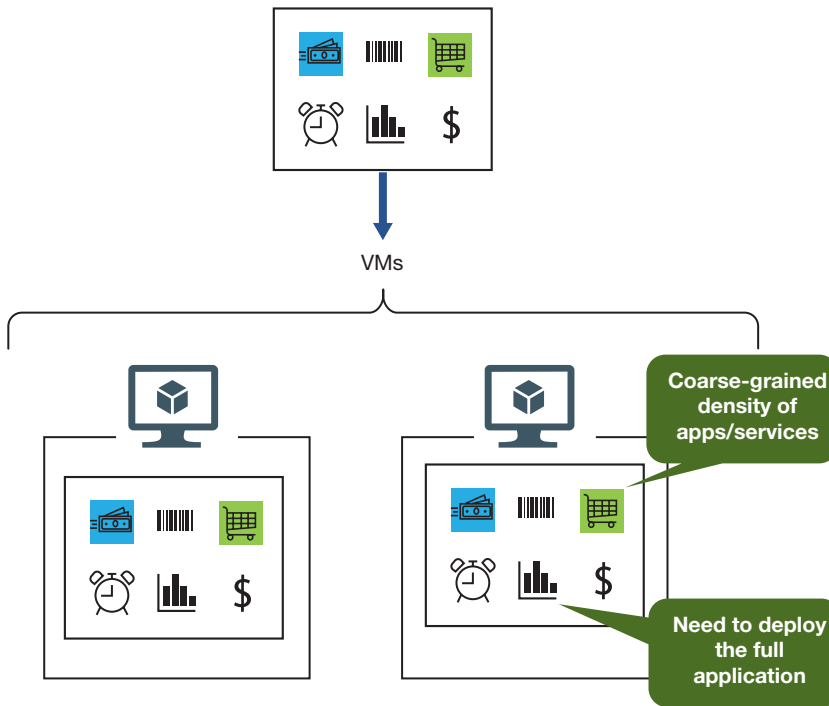 $
VMs
Coarse-grained
density of
apps/services
$
$
Need to deploy
the full
application